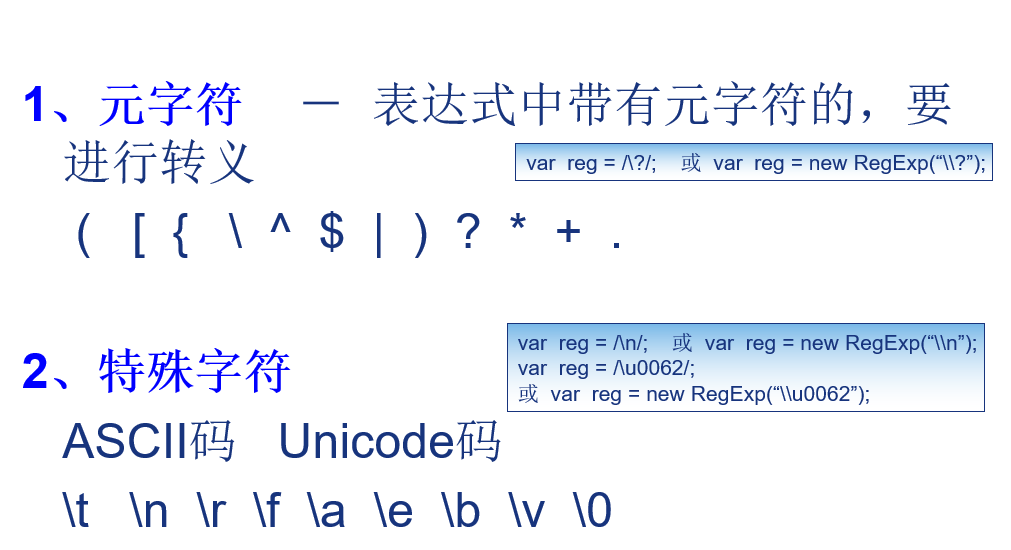 1、元字符 － 表达式中带有元字符的，要
进行转义
var reg = /\?/; 或 var reg = new RegExp(“\\?”);
( [ { \ ^ $ | ) ? * + .
2、特殊字符
var reg = /\n/; 或 var reg = new RegExp(“\\n”);
var reg = /\u0062/;
或 var reg = new RegExp(“\\u0062”);
ASCII码 Unicode码
\t \n \r \f \a \e \b \v \0